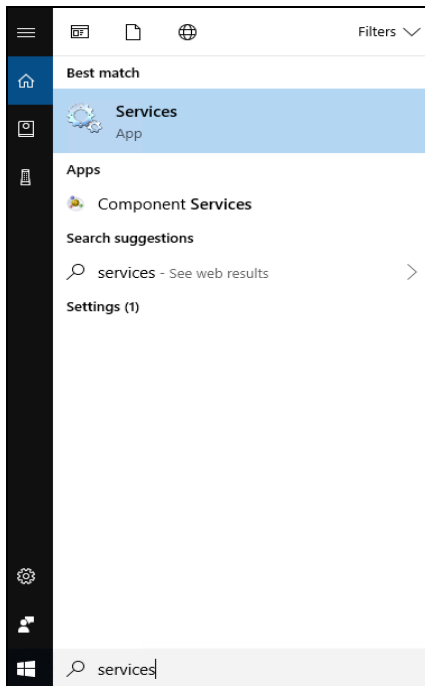 Filters
Best match
Services
App
Apps
Component Services
Search suggestions
services - See web results
Settings (1)
services